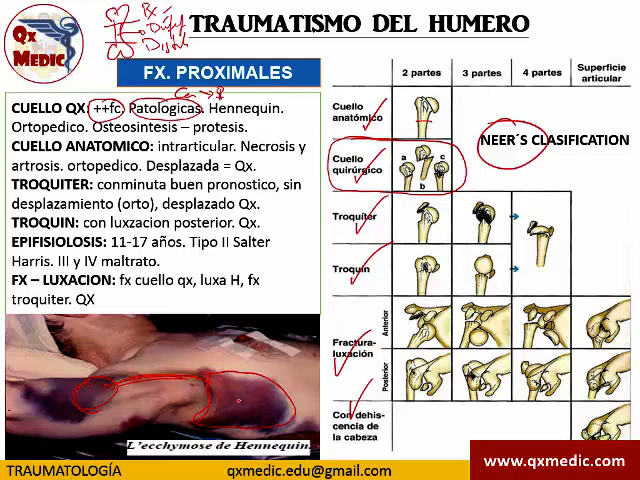 Qx
MEDIC
TRAUMATISMO DEL HUMERO
FX. PROXIMALES
CUELLO QX: ++fc. Patologicas. Hennequin.
Ortopedico. Osteosintesis – protesis.
CUELLO ANATOMICO: intrarticular. Necrosis y
artrosis. ortopedico. Desplazada = Qx.
TROQUITER: conminuta buen pronostico, sin
desplazamiento (orto), desplazado Qx.
TROQUIN: con luxacion posterior. Qx.
EPIFISIOLOSIS: 11-17 años. Tipo II Salter
Harris. III y IV maltrato.
FX – LUXACION: fx cuello qx, luxa H, fx
troquiter. QX
L'ecchymose de Hennequin
2 partes
3 partes
4 partes
Superficie
articular
Cuello
anatómico
Cuello
quirúrgico
a
c
b
Troquíter
Troquín
Fractura-
luxación
Anterior
Posterior
Con dehis-
cencia de
la cabeza
NEER´S CLASIFICATION
TRAUMATOLOGÍA
qxmedic.edu@gmail.com
www.qxmedic.com